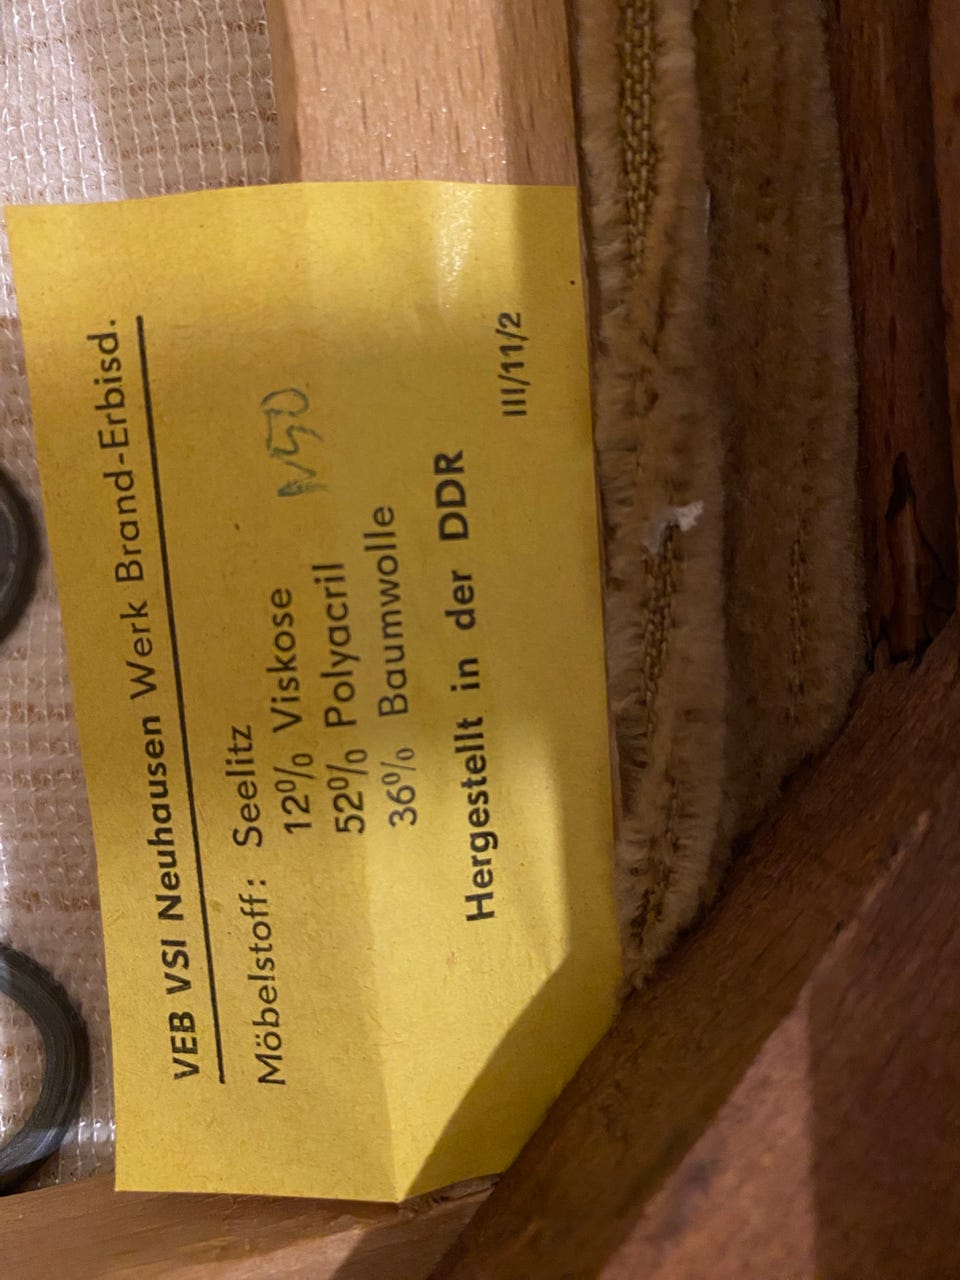 VEB VSI Neuhausen Werk Brand-Erbisd.
Möbelstoff: Seelitz
12% Viskose
52% Polyacril
36% Baumwolle
Hergestellt in der DDR
III/11/2